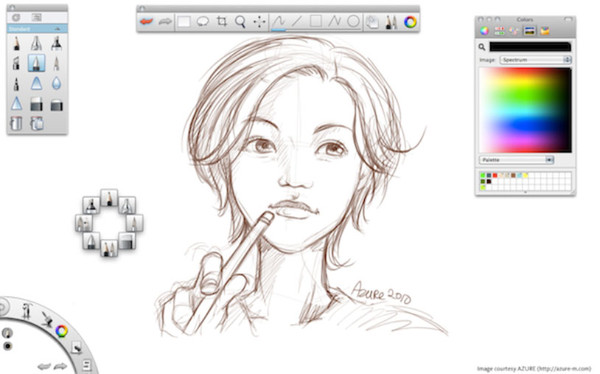 Standard
Colors
Image:
Spectrum
Palette
Azure 2010
Image courtesy AZURE (http://azure-m.com)